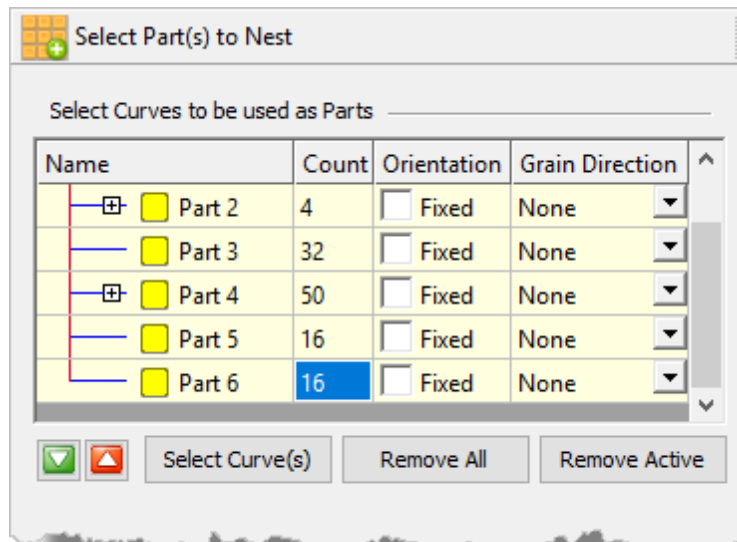 Select Part(s) to Nest
Select Curves to be used as Parts
Name Count Orientation Grain Direction
Part 2 4 Fixed None
Part 3 32 Fixed None
Part 4 50 Fixed None
Part 5 16 Fixed None
Part 6 16 Fixed None
Select Curve(s) Remove All Remove Active